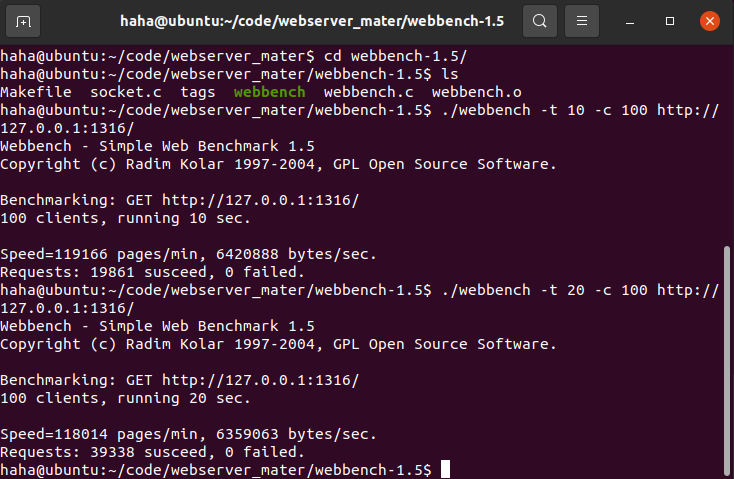 haha@ubuntu:~/code/webserver_mater/webbench-1.5
haha@ubuntu:~/code/webserver_mater$ cd webbench-1.5/
haha@ubuntu:~/code/webserver_mater/webbench-1.5$ ls
Makefile  socket.c  tags  webbench  webbench.c  webbench.o
haha@ubuntu:~/code/webserver_mater/webbench-1.5$ ./webbench -t 10 -c 100 http://
127.0.0.1:1316/
Webbench - Simple Web Benchmark 1.5
Copyright (c) Radim Kolar 1997-2004, GPL Open Source Software.
Benchmarking: GET http://127.0.0.1:1316/
100 clients, running 10 sec.
Speed=119166 pages/min, 6420888 bytes/sec.
Requests: 19861 susceed, 0 failed.
haha@ubuntu:~/code/webserver_mater/webbench-1.5$ ./webbench -t 20 -c 100 http://
127.0.0.1:1316/
Webbench - Simple Web Benchmark 1.5
Copyright (c) Radim Kolar 1997-2004, GPL Open Source Software.
Benchmarking: GET http://127.0.0.1:1316/
100 clients, running 20 sec.
Speed=118014 pages/min, 6359063 bytes/sec.
Requests: 39338 susceed, 0 failed.
haha@ubuntu:~/code/webserver_mater/webbench-1.5$